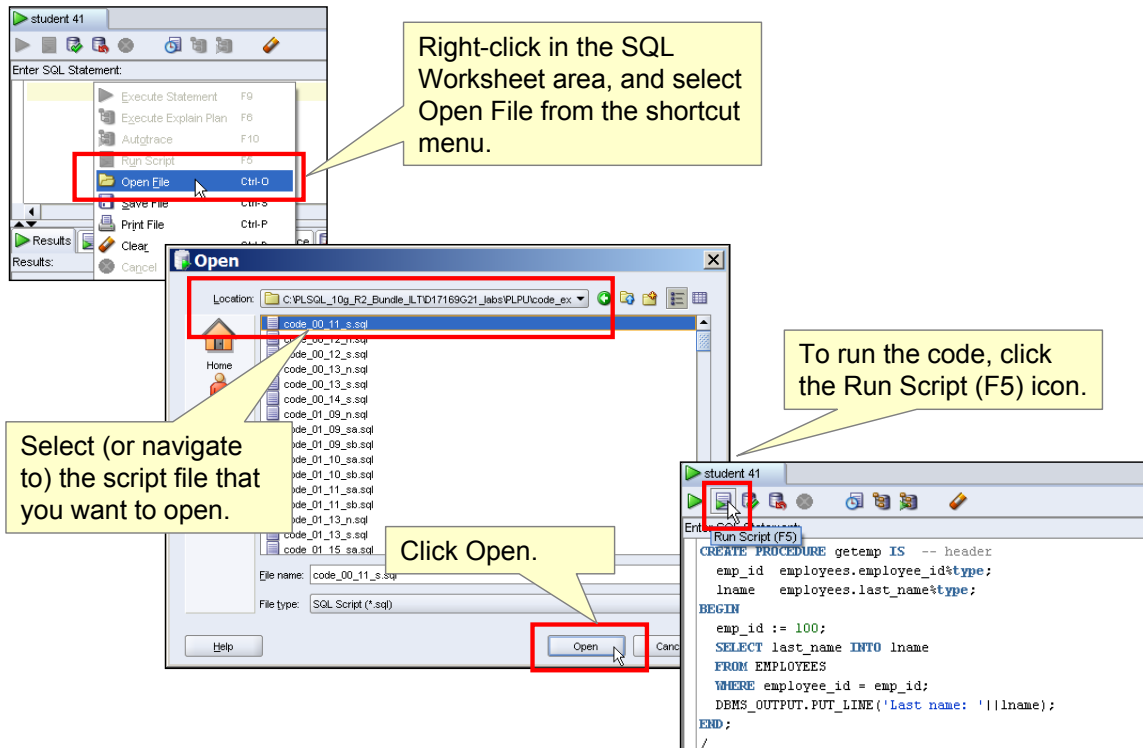 student 41
Enter SQL Statement:
Execute Statement F9
Execute Explain Plan F6
Autotrace F10
Run Script F5
Open File Ctrl-O
Save File Ctrl-S
Print File Ctrl-P
Clear
Cancel
Results
Results:
Right-click in the SQL
Worksheet area, and select
Open File from the shortcut
menu.
Open
Location: C:\PLSQL_10g_R2_Bundle_ILT\D17169G21_labs\PLPU\code_ex
Home
code_00_11_s.sql
code_00_12_n.sql
code_00_12_s.sql
code_00_13_n.sql
code_00_13_s.sql
code_00_14_s.sql
code_01_09_n.sql
code_01_09_sa.sql
code_01_09_sb.sql
code_01_10_sa.sql
code_01_10_sb.sql
code_01_11_sa.sql
code_01_11_sb.sql
code_01_13_n.sql
code_01_13_s.sql
code_01_15_sa.sql
File name: code_00_11_s.sql
File type: SQL Script (*.sql)
Help
Open
Select (or navigate
to) the script file that
you want to open.
Click Open.
To run the code, click
the Run Script (F5) icon.
student 41
Enter SQL Statement:
Run Script (F5)
CREATE PROCEDURE getemp IS -- header
emp_id employees.employee_id%type;
lname employees.last_name%type;
BEGIN
emp_id := 100;
SELECT last_name INTO lname
FROM EMPLOYEES
WHERE employee_id = emp_id;
DBMS_OUTPUT.PUT_LINE('Last name: '||lname);
END;
/